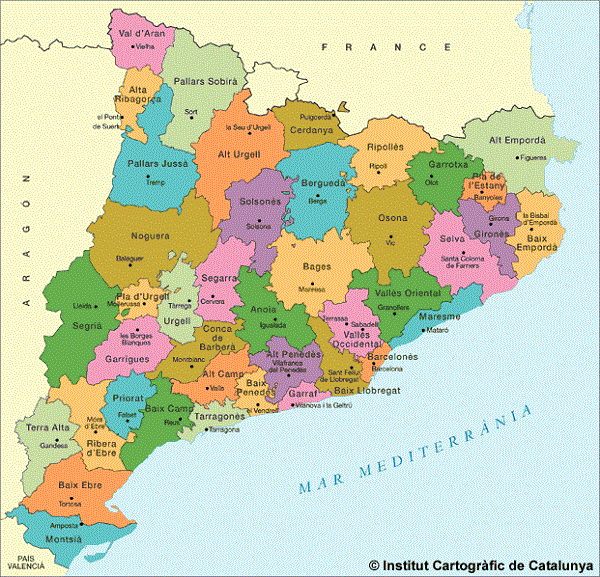 Val d'Aran
Vielha
F R A N C E
Pallars Sobirà
Sort
Alta
Ribagorça
el Pont
de Suert
Puigcerdà
Cerdanya
la Seu d'Urgell
Alt Urgell
Ripollès
Ripoll
Alt Empordà
Figueres
Garrotxa
Olot
Pla de
l'Estany
Banyoles
Pallars Jussà
Tremp
Berguedà
Berga
Solsonès
Solsona
Osona
Vic
Girona
Gironès
la Bisbal
d'Empordà
Baix
Empordà
Selva
Santa Coloma
de Farners
A R A G Ó N
Noguera
Balaguer
Segarra
Cervera
Bages
Manresa
Vallès Oriental
Granollers
Maresme
Mataró
Lleida
Segrià
Pla d'Urgell
Mollerussa
Tàrrega
Urgell
Anoia
Igualada
Terrassa
Sabadell
Vallès
Occidental
les Borges
Blanques
Garrigues
Conca
de
Barberà
Montblanc
Alt Penedès
Vilafranca
del Penedès
Sant Feliu
de Llobregat
Barcelonès
Barcelona
Baix Llobregat
Alt Camp
Valls
Baix
Penedès
el Vendrell
Garraf
Vilanova i la Geltrú
Priorat
Falset
Baix Camp
Reus
Tarragonès
Tarragona
Terra Alta
Gandesa
Móra
d'Ebre
Ribera
d'Ebre
MAR MEDITERRÀNIA
Baix Ebre
Tortosa
Amposta
Montsià
PAÍS
VALENCIÀ
© Institut Cartogràfic de Catalunya